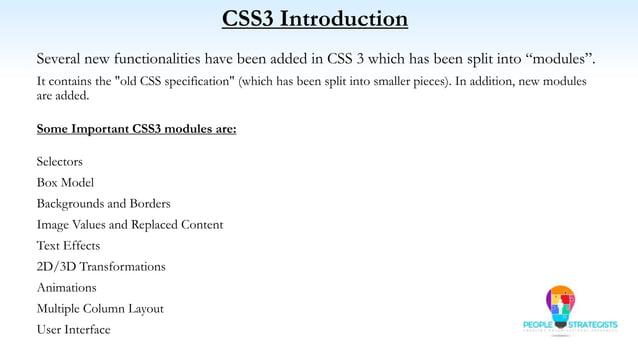 CSS3 Introduction
Several new functionalities have been added in CSS 3 which has been split into “modules”.
It contains the "old CSS specification" (which has been split into smaller pieces). In addition, new modules
are added.
Some Important CSS3 modules are:
Selectors
Box Model
Backgrounds and Borders
Image Values and Replaced Content
Text Effects
2D/3D Transformations
Animations
Multiple Column Layout
User Interface
PEOPLE STRATEGISTS